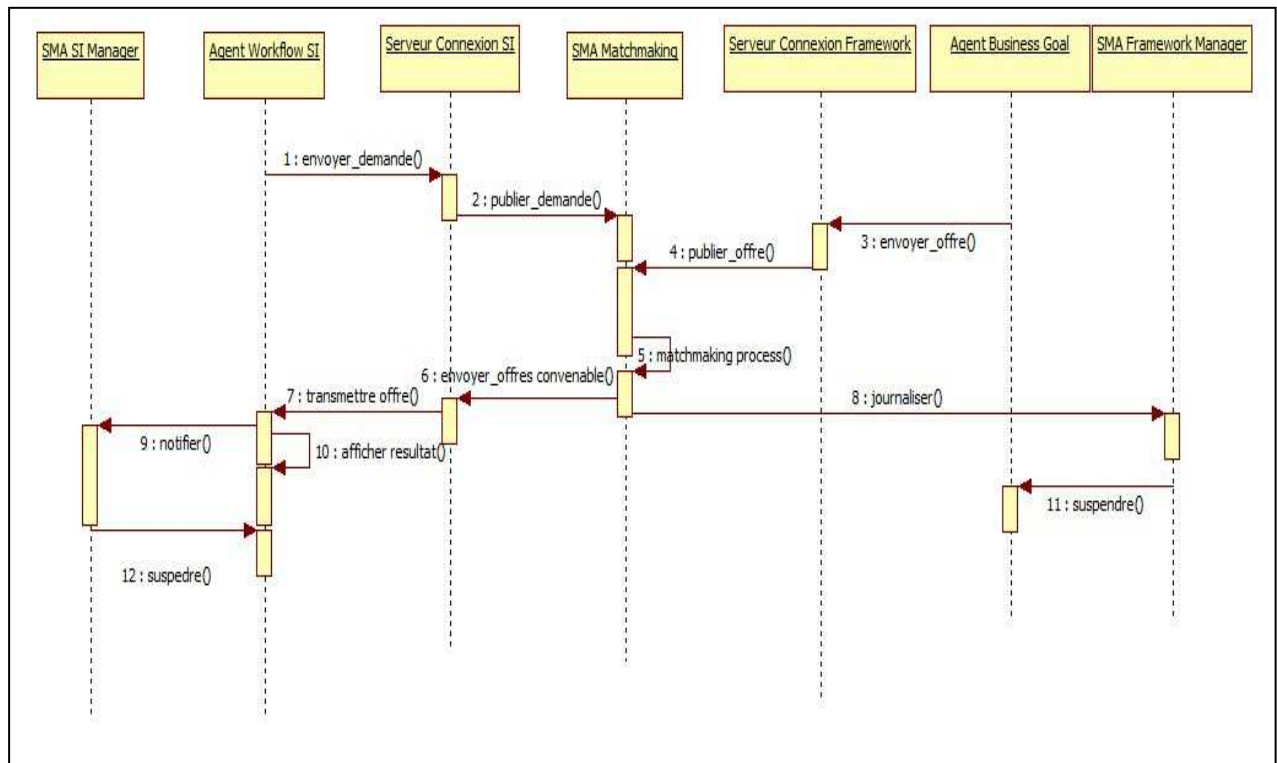 SMA SI Manager
Agent Workflow SI
Serveur Connexion SI
SMA Matchmaking
Serveur Connexion Framework
Agent Business Goal
SMA Framework Manager
1 : envoyer_demande()
2 : publier_demande()
3 : envoyer_offre()
4 : publier_offre()
5 : matchmaking process()
6 : envoyer_offres convenable()
7 : transmettre offre()
8 : journaliser()
9 : notifier()
10 : afficher resultat()
11 : suspendre()
12 : suspedre()